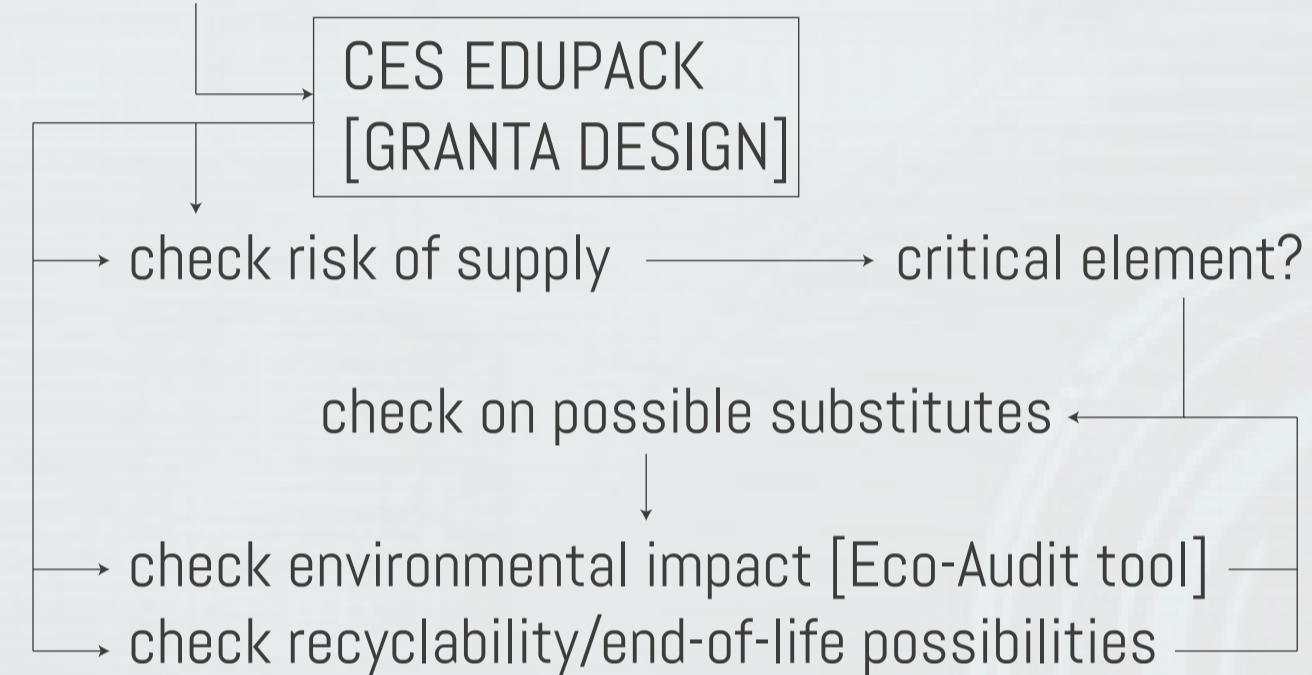 CES EDUPACK
[GRANTA DESIGN]
check risk of supply
critical element?
check on possible substitutes
check environmental impact [Eco-Audit tool]
check recyclability/end-of-life possibilities